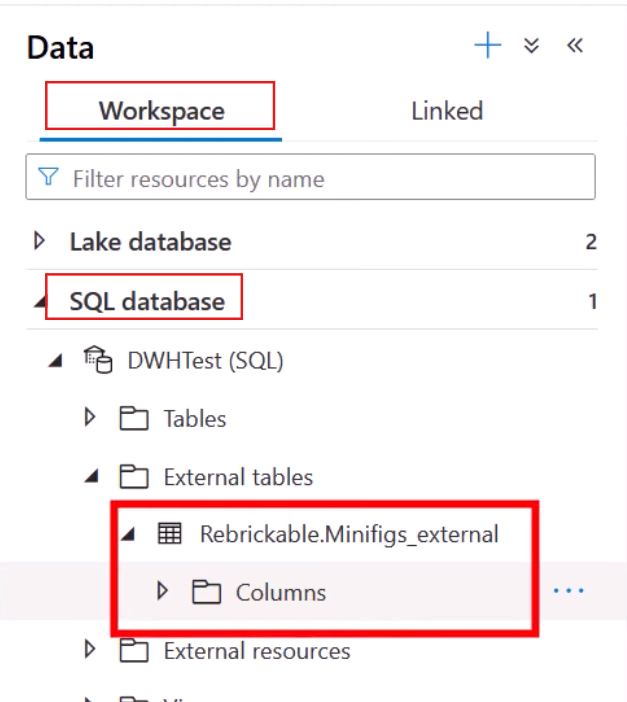 Data
Workspace Linked
Filter resources by name
Lake database 2
SQL database 1
DWHTest (SQL)
Tables
External tables
Rebrickable.Minifigs_external
Columns
External resources